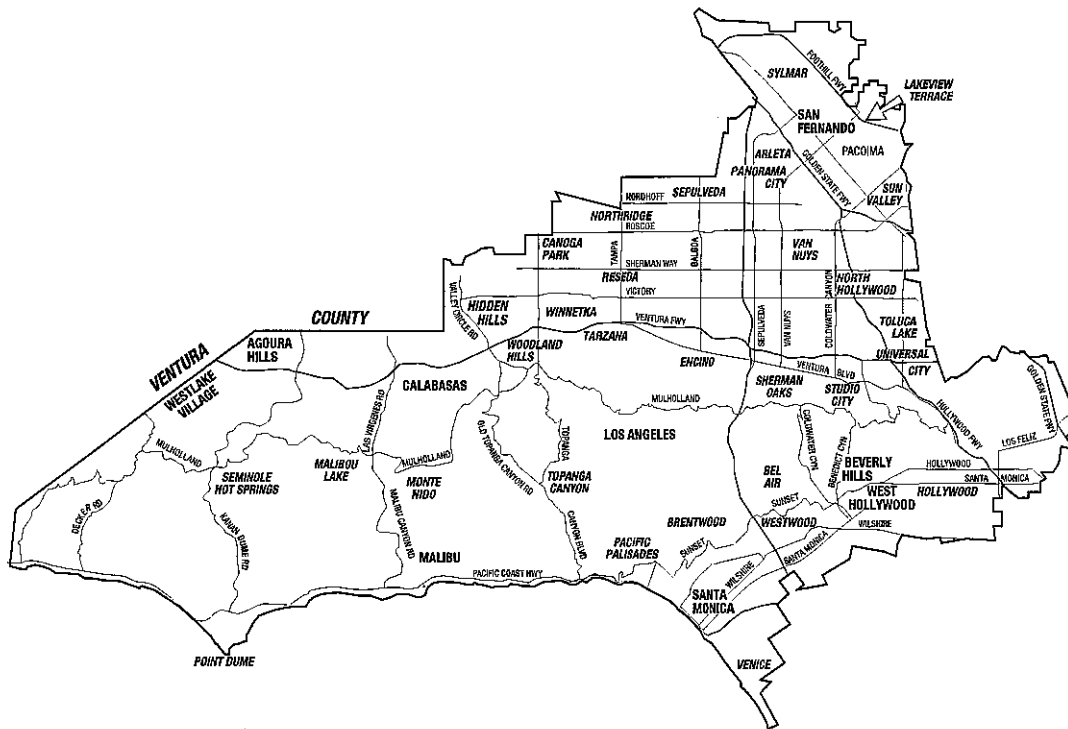 SYLMAR
FOOTHILL FWY
LAKEVIEW
TERRACE
SAN
FERNANDO
PACOIMA
ARLETA
PANORAMA
CITY
GOLDEN STATE FWY
SUN
VALLEY
SEPULVEDA
NORDHOFF
NORTHRIDGE
ROSCOE
CANOGA
PARK
TAMPA
BALBOA
VAN
NUYS
SHERMAN WAY
RESEDA
NORTH
HOLLYWOOD
VICTORY
VALLEY CIRCLE RD
HIDDEN
HILLS
WINNETKA
VENTURA FWY
TARZANA
SEPULVEDA
VAN NUYS
COLDWATER CANYON
TOLUCA
LAKE
COUNTY
VENTURA
AGOURA
HILLS
WESTLAKE
VILLAGE
WOODLAND
HILLS
ENCINO
VENTURA BLVD
UNIVERSAL
CITY
CALABASAS
SHERMAN
OAKS
STUDIO
CITY
GOLDEN STATE FWY
LAS VIRGENES RD
MULHOLLAND
HOLLYWOOD FWY
LOS FELIZ
MULHOLLAND
MALIBOU
LAKE
MULHOLLAND
OLD TOPANGA CANYON RD
TOPANGA
LOS ANGELES
COLDWATER CYN
BENEDICT CYN
BEVERLY
HILLS
HOLLYWOOD
SEMINOLE
HOT SPRINGS
MONTE
NIDO
TOPANGA
CANYON
BEL
AIR
SANTA MONICA
WEST
HOLLYWOOD
HOLLYWOOD
DECKER RD
KANAN DUME RD
MALIBU CANYON RD
CANYON BLVD
BRENTWOOD
SUNSET
WESTWOOD
WILSHIRE
MALIBU
PACIFIC
PALISADES
SUNSET
SANTA MONICA
PACIFIC COAST HWY
WILSHIRE
SANTA
MONICA
POINT DUME
VENICE